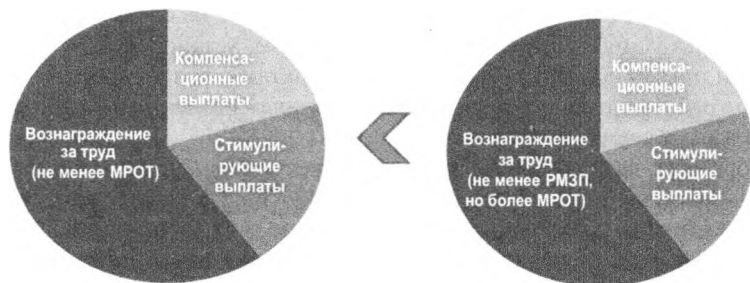 Компенса-
ционные
выплаты
Вознаграждение
за труд
(не менее МРОТ)
Стимули-
рующие
выплаты
Компенса-
ционные
выплаты
Вознаграждение
за труд
(не менее РМЗП,
но более МРОТ)
Стимули-
рующие
выплаты